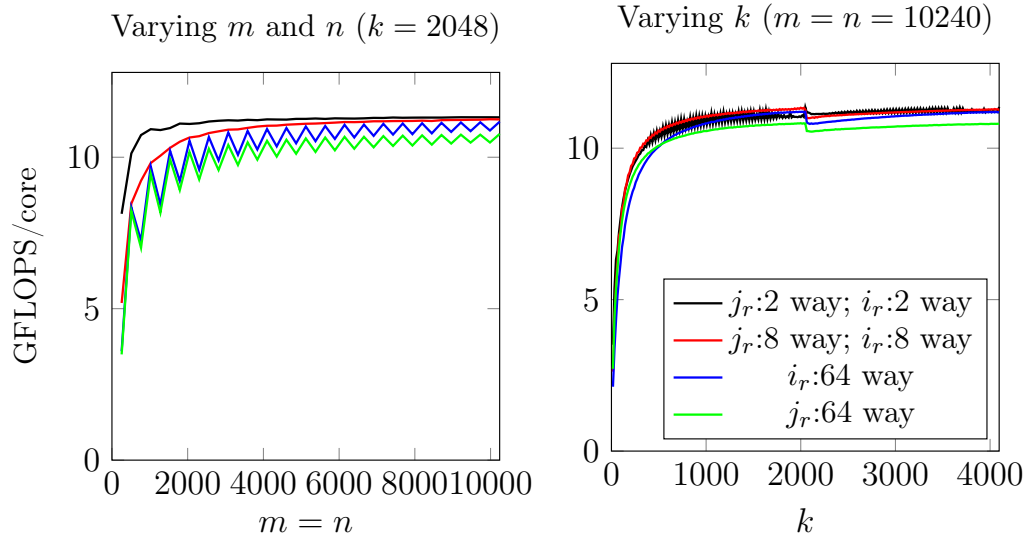 Varying m and n (k = 2048)
GFLOPS/core
10
5
0
0 2000 4000 6000 8000 10000
m = n
Varying k (m = n = 10240)
10
5
0
0 1000 2000 3000 4000
k
j_r:2 way; i_r:2 way
j_r:8 way; i_r:8 way
i_r:64 way
j_r:64 way